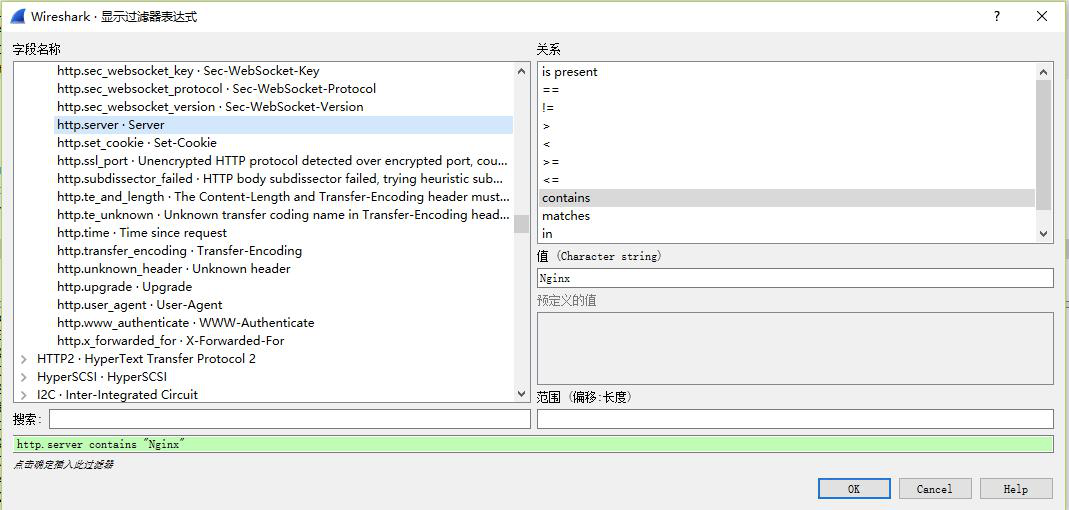 Wireshark · 显示过滤器表达式
字段名称
http.sec_websocket_key · Sec-WebSocket-Key
http.sec_websocket_protocol · Sec-WebSocket-Protocol
http.sec_websocket_version · Sec-WebSocket-Version
http.server · Server
http.set_cookie · Set-Cookie
http.ssl_port · Unencrypted HTTP protocol detected over encrypted port, cou...
http.subdissector_failed · HTTP body subdissector failed, trying heuristic sub...
http.te_and_length · The Content-Length and Transfer-Encoding header must...
http.te_unknown · Unknown transfer coding name in Transfer-Encoding head...
http.time · Time since request
http.transfer_encoding · Transfer-Encoding
http.unknown_header · Unknown header
http.upgrade · Upgrade
http.user_agent · User-Agent
http.www_authenticate · WWW-Authenticate
http.x_forwarded_for · X-Forwarded-For
HTTP2 · HyperText Transfer Protocol 2
HyperSCSI · HyperSCSI
I2C · Inter-Integrated Circuit
搜索:
关系
is present
==
!=
>
<
>=
<=
contains
matches
in
值 (Character string)
Nginx
预定义的值
范围 (偏移:长度)
http.server contains "Nginx"
点击确定插入此过滤器
OK
Cancel
Help